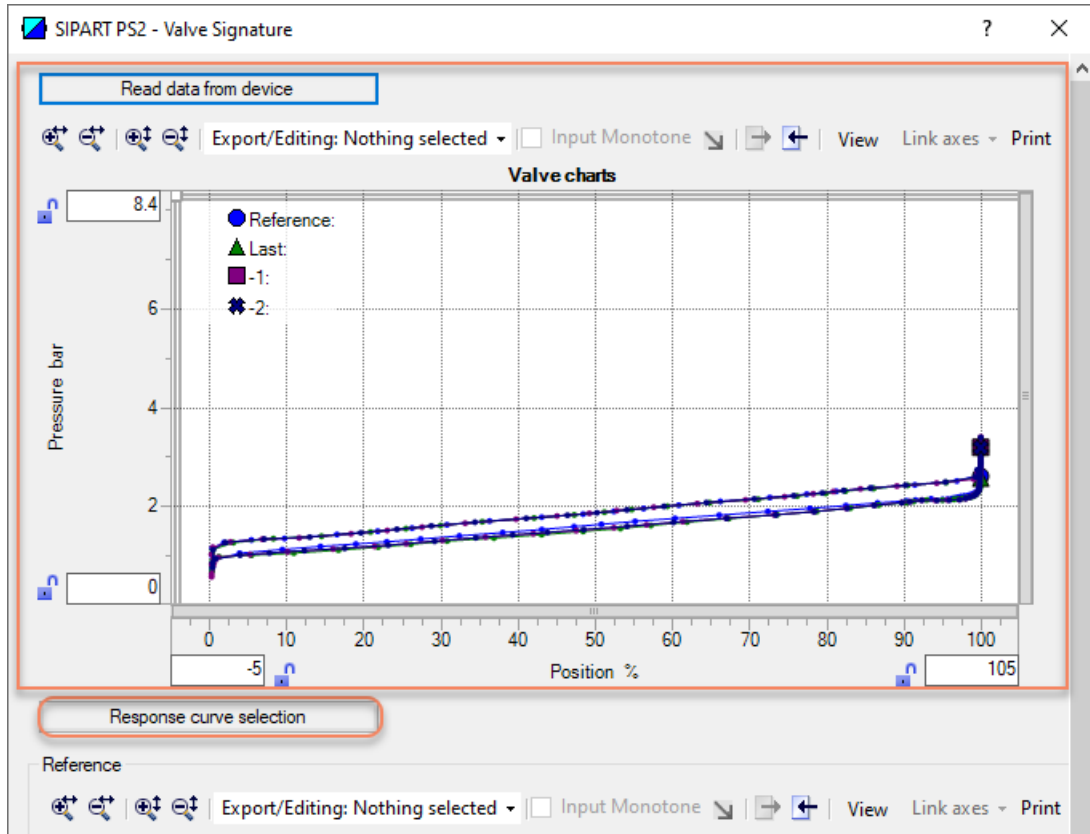 SIPART PS2 - Valve Signature ? ×
Read data from device
Export/Editing: Nothing selected Input Monotone View Link axes Print
Valve charts
8.4
6
4
2
0
Pressure bar
Reference:
Last:
-1:
-2:
0 10 20 30 40 50 60 70 80 90 100
-5 Position % 105
Response curve selection
Reference
Export/Editing: Nothing selected Input Monotone View Link axes Print